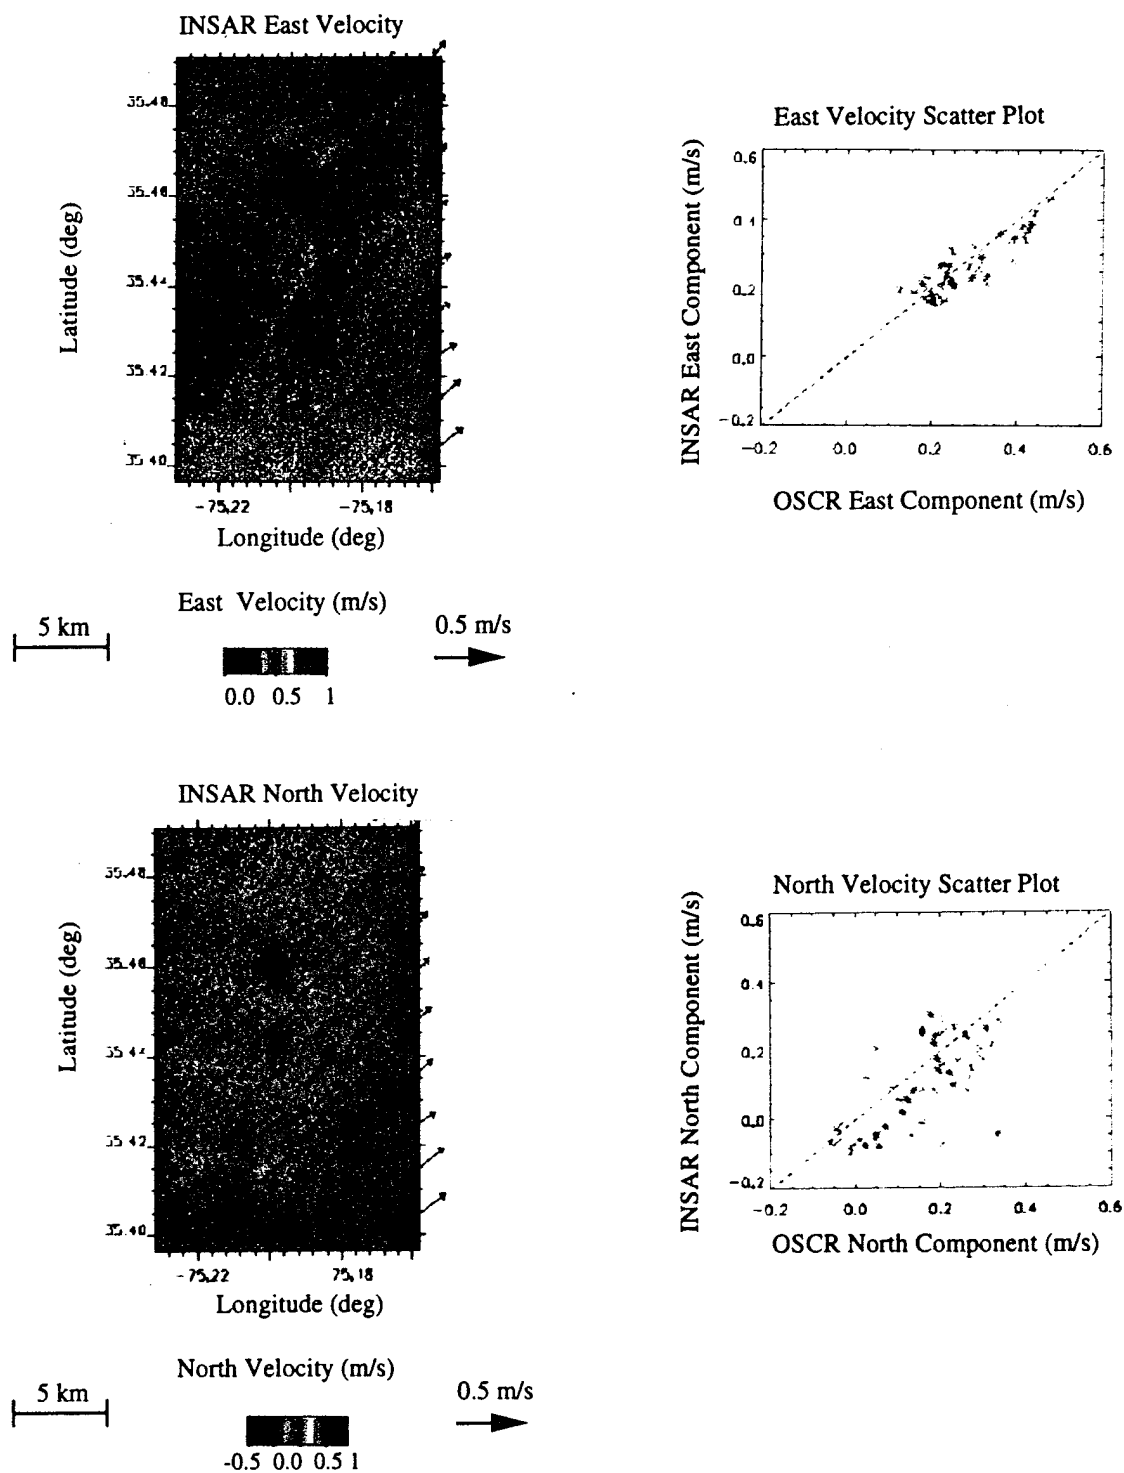 INSAR East Velocity
35.48
35.46
35.44
35.42
35.40
Latitude (deg)
-75.22 -75.18
Longitude (deg)
East Velocity (m/s)
5 km
0.5 m/s
0.0 0.5 1
East Velocity Scatter Plot
INSAR East Component (m/s)
0.6
0.4
0.2
0.0
-0.2
-0.2 0.0 0.2 0.4 0.6
OSCR East Component (m/s)
INSAR North Velocity
35.48
35.46
35.44
35.42
35.40
Latitude (deg)
-75.22 75.18
Longitude (deg)
North Velocity (m/s)
5 km
0.5 m/s
-0.5 0.0 0.5 1
North Velocity Scatter Plot
INSAR North Component (m/s)
0.6
0.4
0.2
0.0
-0.2
-0.2 0.0 0.2 0.4 0.6
OSCR North Component (m/s)